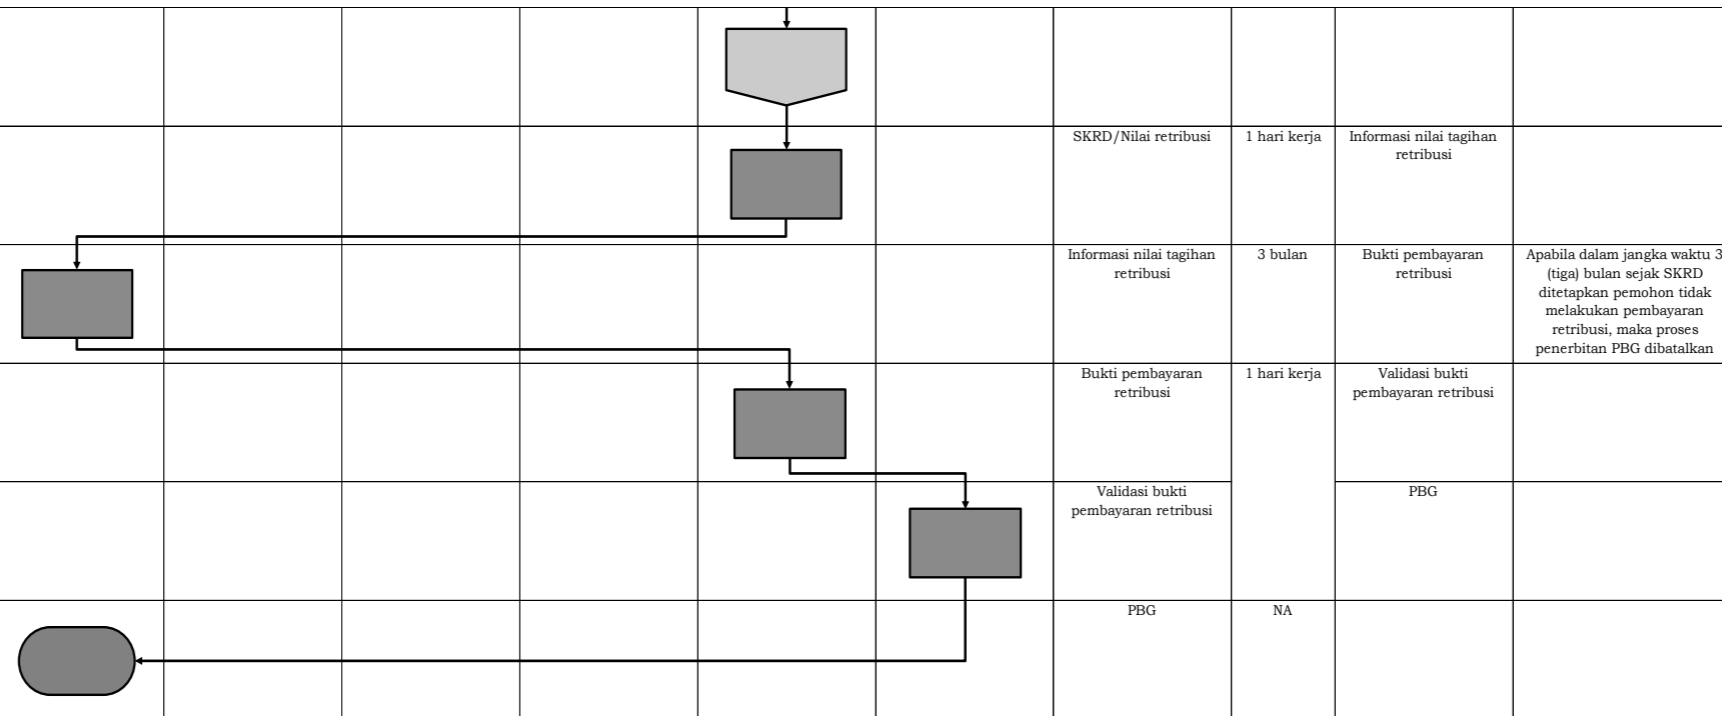 SKRD/Nilai retribusi
1 hari kerja
Informasi nilai tagihan
retribusi
Informasi nilai tagihan
retribusi
3 bulan
Bukti pembayaran
retribusi
Apabila dalam jangka waktu 3
(tiga) bulan sejak SKRD
ditetapkan pemohon tidak
melakukan pembayaran
retribusi, maka proses
penerbitan PBG dibatalkan
Bukti pembayaran
retribusi
1 hari kerja
Validasi bukti
pembayaran retribusi
Validasi bukti
pembayaran retribusi
PBG
PBG
NA